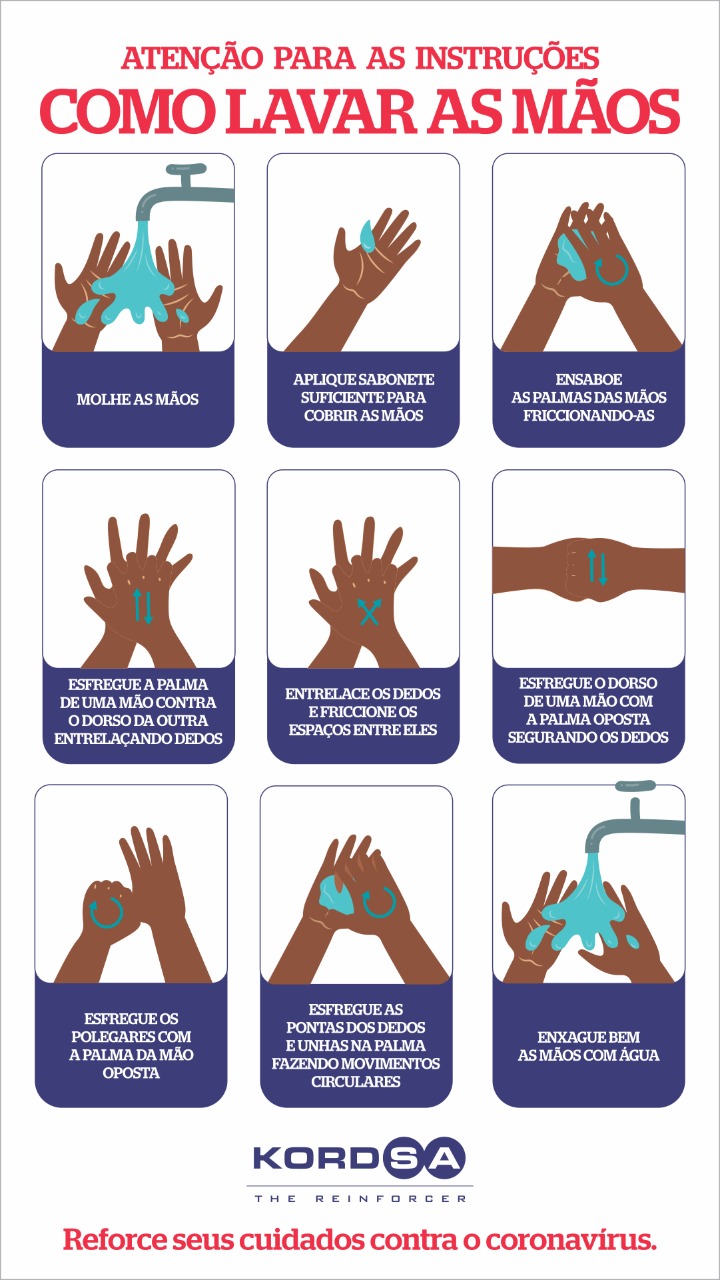 ATENÇÃO PARA AS INSTRUÇÕES
COMO LAVAR AS MÃOS
MOLHE AS MÃOS
APLIQUE SABONETE
SUFICIENTE PARA
COBRIR AS MÃOS
ENSABOE
AS PALMAS DAS MÃOS
FRICCIONANDO-AS
ESFREGUE A PALMA
DE UMA MÃO CONTRA
O DORSO DA OUTRA
ENTRELAÇANDO DEDOS
ENTRELACE OS DEDOS
E FRICCIONE OS
ESPAÇOS ENTRE ELES
ESFREGUE O DORSO
DE UMA MÃO COM
A PALMA OPOSTA
SEGURANDO OS DEDOS
ESFREGUE OS
POLEGARES COM
A PALMA DA MÃO
OPOSTA
ESFREGUE AS
PONTAS DOS DEDOS
E UNHAS NA PALMA
FAZENDO MOVIMENTOS
CIRCULARES
ENXAGUE BEM
AS MÃOS COM ÁGUA
KORDSA
THE REINFORCER
Reforce seus cuidados contra o coronavírus.